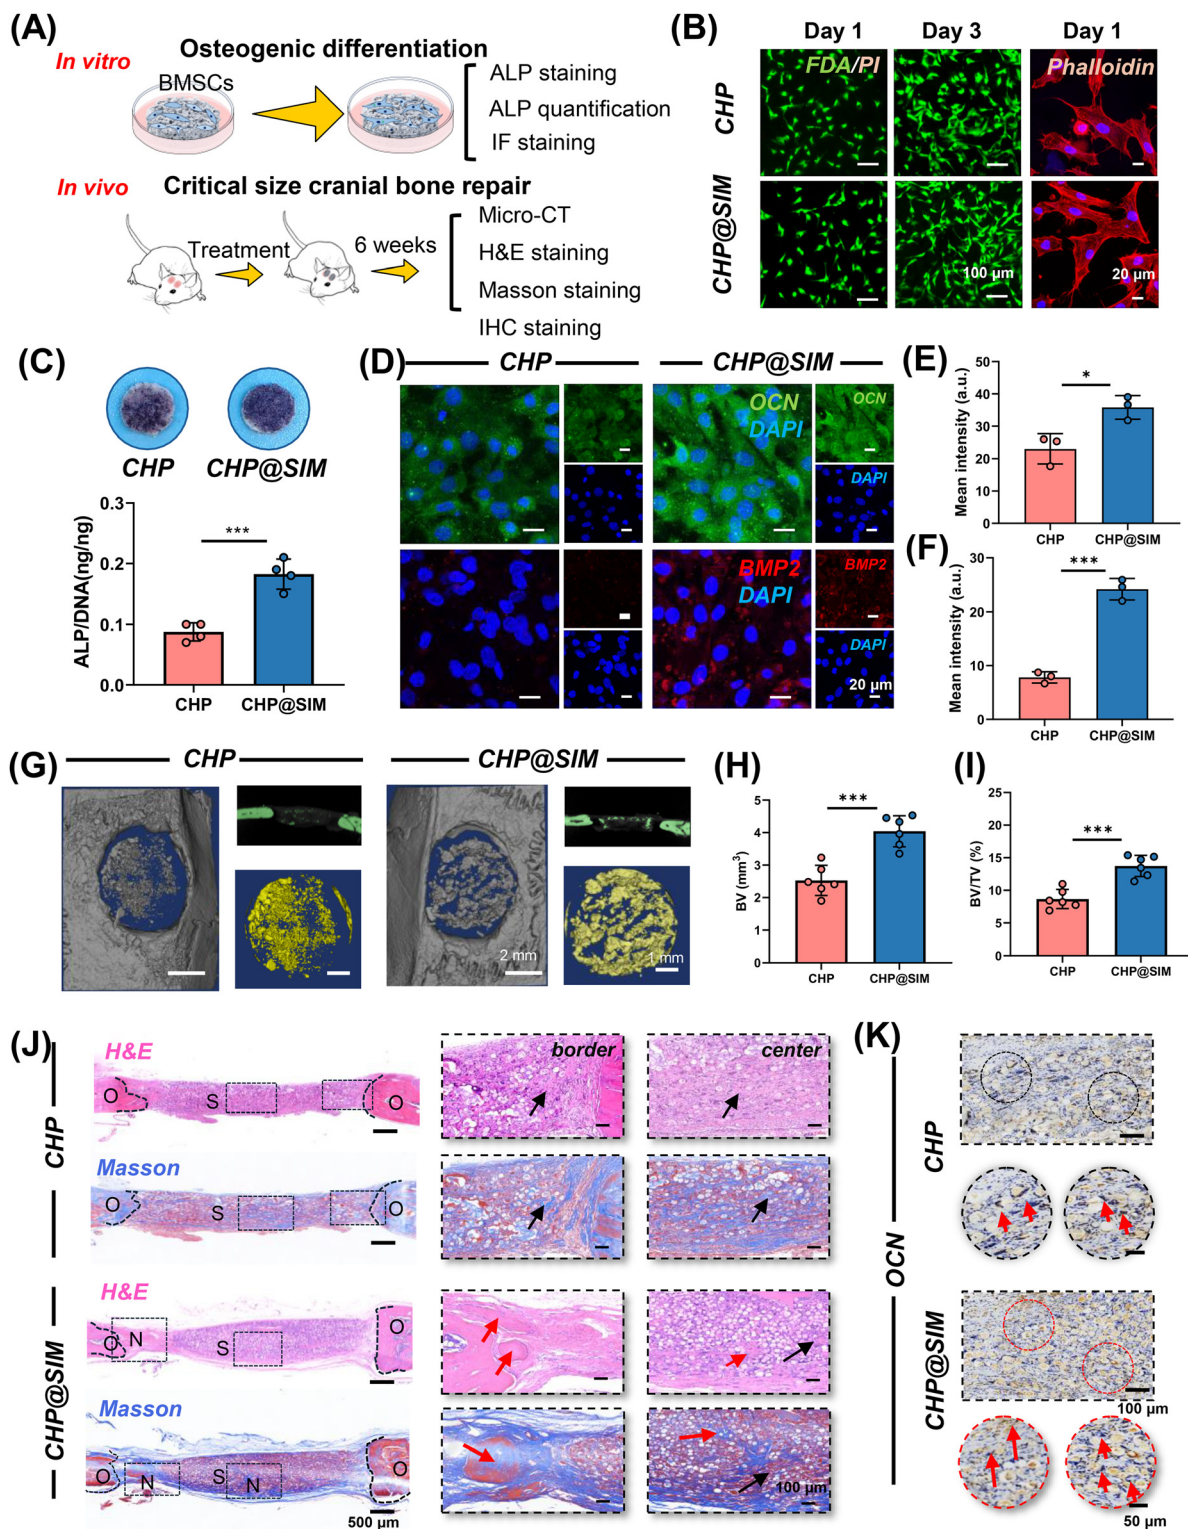 (A)
In vitro
Osteogenic differentiation
BMSCs
ALP staining
ALP quantification
IF staining
In vivo
Critical size cranial bone repair
Treatment
6 weeks
Micro-CT
H&E staining
Masson staining
IHC staining
(B)
Day 1
Day 3
Day 1
FDA/PI
Phalloidin
CHP
CHP@SIM
100 μm
20 μm
(C)
CHP
CHP@SIM
ALP/DNA(ng/ng)
0.3
0.2
0.1
0.0
***
CHP
CHP@SIM
(D)
CHP
CHP@SIM
OCN
DAPI
OCN
DAPI
BMP2
DAPI
BMP2
DAPI
20 μm
(E)
Mean intensity (a.u.)
50
40
30
20
10
0
*
CHP
CHP@SIM
(F)
Mean intensity (a.u.)
30
20
10
0
***
CHP
CHP@SIM
(G)
CHP
CHP@SIM
2 mm
1 mm
(H)
BV (mm³)
5
4
3
2
1
0
***
CHP
CHP@SIM
(I)
BV/TV (%)
25
20
15
10
5
0
***
CHP
CHP@SIM
(J)
CHP
H&E
O
S
O
border
center
Masson
O
S
O
CHP@SIM
H&E
O
N
S
O
Masson
O
N
S
N
O
500 μm
100 μm
(K)
OCN
CHP
CHP@SIM
100 μm
50 μm